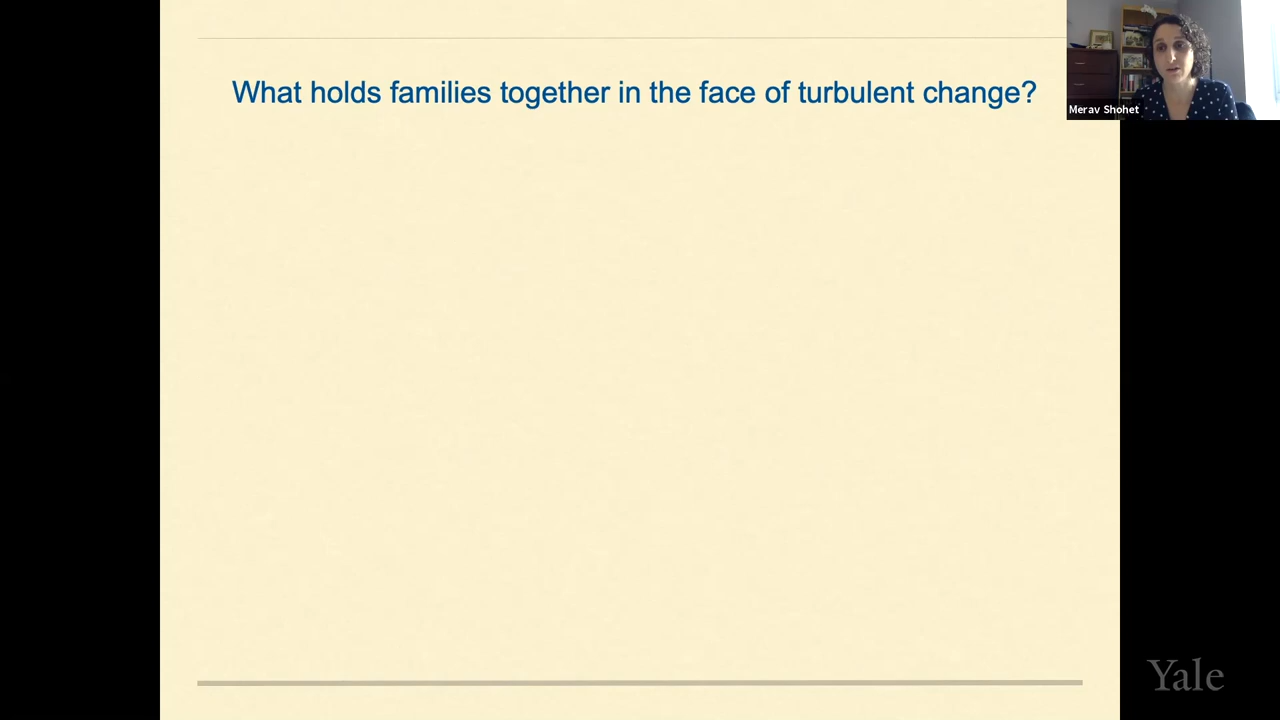 What holds families together in the face of turbulent change?
Merav Shohet
Yale